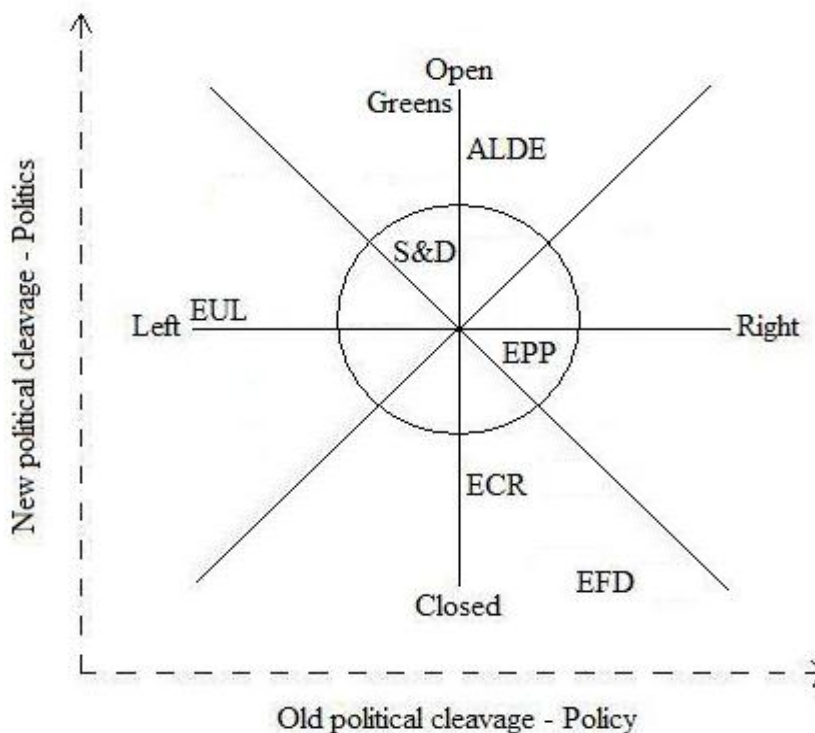 Open
Greens
ALDE
S&D
EUL
Left
Right
EPP
ECR
EFD
Closed
New political cleavage - Politics
Old political cleavage - Policy